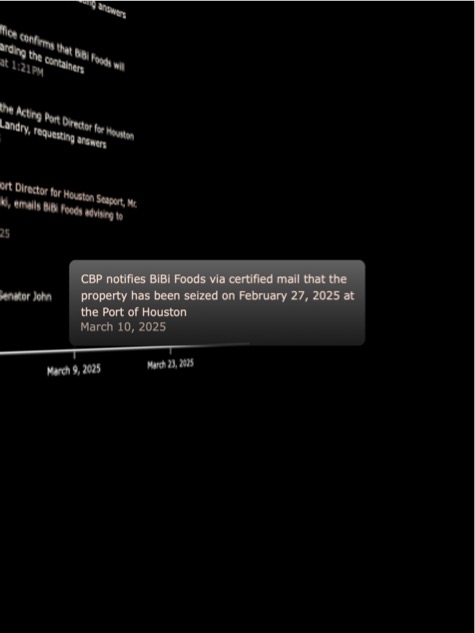 ng answers
ffice confirms that BiBi Foods will
arding the containers
at 1:21PM
the Acting Port Director for Houston
Landry, requesting answers
ort Director for Houston Seaport, Mr.
ki, emails BiBi Foods advising to
25
Senator John
CBP notifies BiBi Foods via certified mail that the
property has been seized on February 27, 2025 at
the Port of Houston
March 10, 2025
March 9, 2025
March 23, 2025